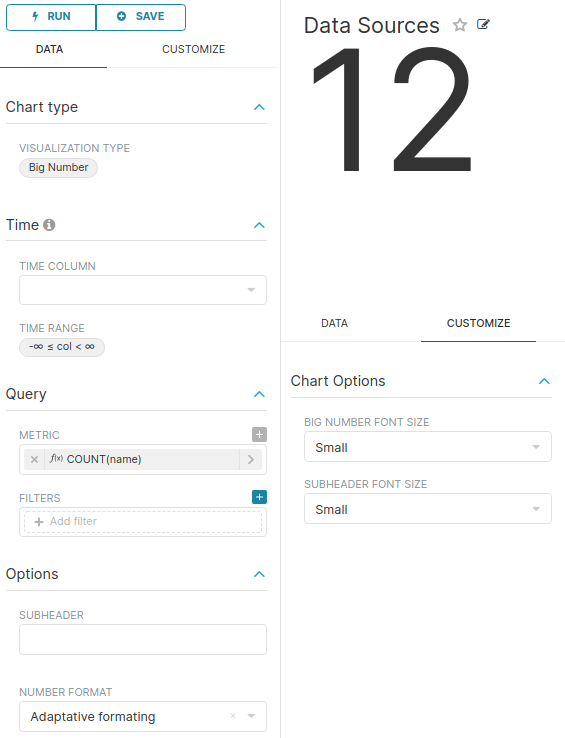 RUN
SAVE
DATA
CUSTOMIZE
Chart type
VISUALIZATION TYPE
Big Number
Time
TIME COLUMN
TIME RANGE
-∞ ≤ col < ∞
Query
METRIC
f(x) COUNT(name)
FILTERS
Add filter
Options
SUBHEADER
NUMBER FORMAT
Adaptative formating
Data Sources
12
DATA
CUSTOMIZE
Chart Options
BIG NUMBER FONT SIZE
Small
SUBHEADER FONT SIZE
Small